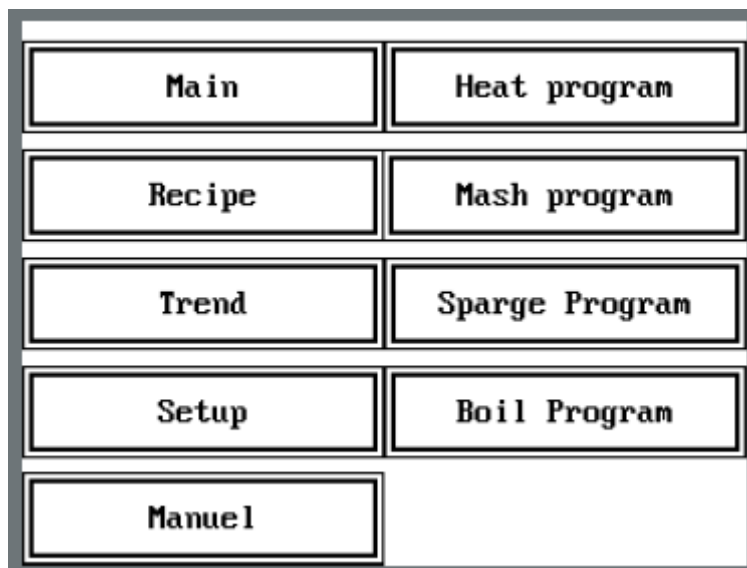 Main
Heat program
Recipe
Mash program
Trend
Sparge Program
Setup
Boil Program
Manuel